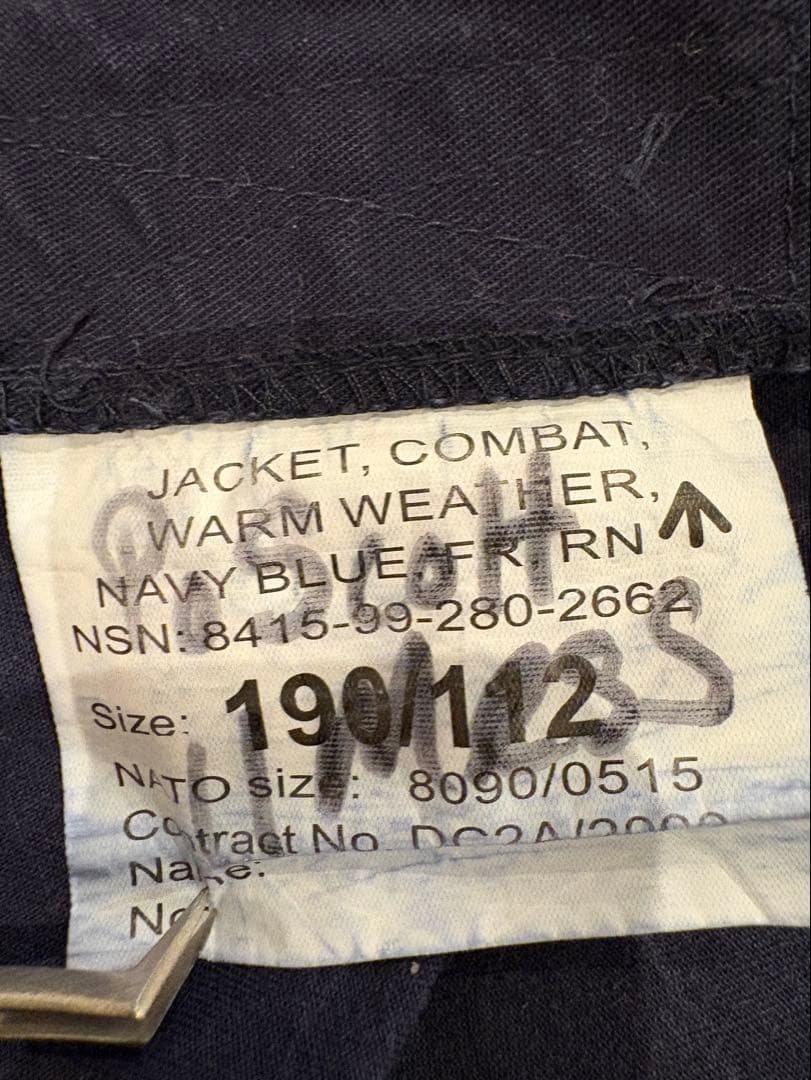 JACKET, COMBAT,
WARM WEATHER,
NAVY BLUE, FR, RN
NSN: 8415-99-280-2662
Size: 190/112
NATO size: 8090/0515
Contract No
Name:
No: